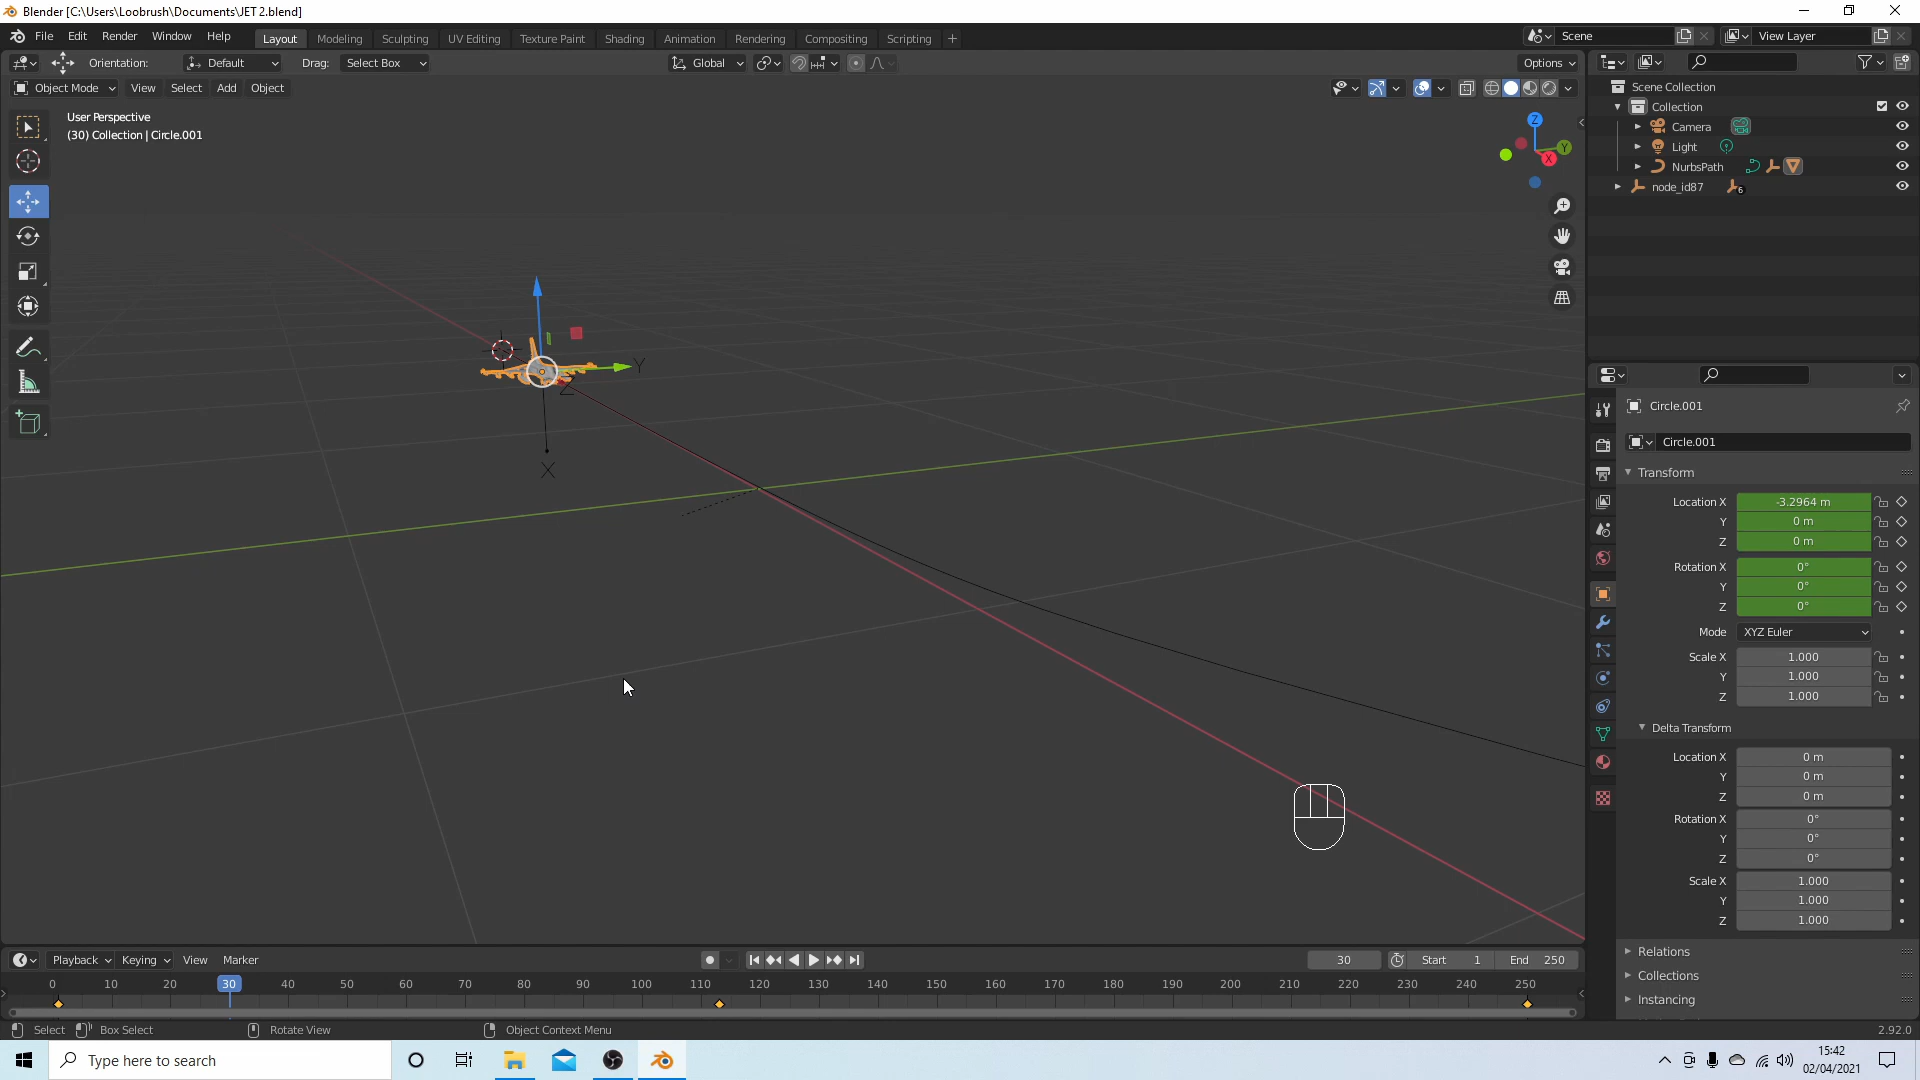 Blender [C:\Users\Loobrush\Documents\JET 2.blend]
File Edit Render Window Help Layout Modeling Sculpting UV Editing Texture Paint Shading Animation Rendering Compositing Scripting Scene View Layer
Orientation: Default Drag: Select Box Global Options
Object Mode View Select Add Object
User Perspective
(30) Collection | Circle.001
Z
Y
X
Y
Z
X
Scene Collection
Collection
Camera
Light
NurbsPath
node_id87 6
Circle.001
Circle.001
Transform
Location X -3.2964 m
Y 0 m
Z 0 m
Rotation X 0°
Y 0°
Z 0°
Mode XYZ Euler
Scale X 1.000
Y 1.000
Z 1.000
Delta Transform
Location X 0 m
Y 0 m
Z 0 m
Rotation X 0°
Y 0°
Z 0°
Scale X 1.000
Y 1.000
Z 1.000
Relations
Collections
Instancing
Playback Keying View Marker 30 Start 1 End 250
0 10 20 30 40 50 60 70 80 90 100 110 120 130 140 150 160 170 180 190 200 210 220 230 240 250
Select Box Select Rotate View Object Context Menu 2.92.0
Type here to search
15:42
02/04/2021